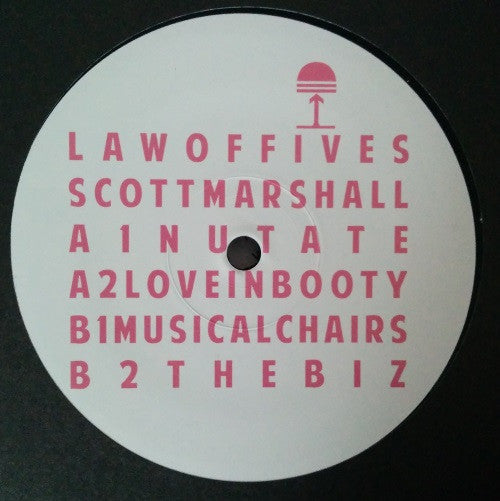 LAWOFFIVES
SCOTTMARSHALL
A1NUTATE
A2LOVEINBOOTY
B1MUSICALCHAIRS
B2THEBIZ